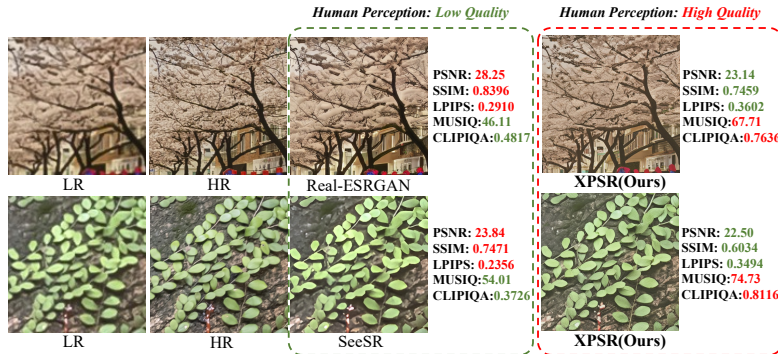 Human Perception: Low Quality
Human Perception: High Quality
PSNR: 28.25
SSIM: 0.8396
LPIPS: 0.2910
MUSIQ:46.11
CLIPIQA:0.4817
PSNR: 23.14
SSIM: 0.7459
LPIPS: 0.3602
MUSIQ:67.71
CLIPIQA:0.7636
LR
HR
Real-ESRGAN
XPSR(Ours)
PSNR: 23.84
SSIM: 0.7471
LPIPS: 0.2356
MUSIQ:54.01
CLIPIQA:0.3726
PSNR: 22.50
SSIM: 0.6034
LPIPS: 0.3494
MUSIQ: 74.73
CLIPIQA:0.8116
LR
HR
SeeSR
XPSR(Ours)